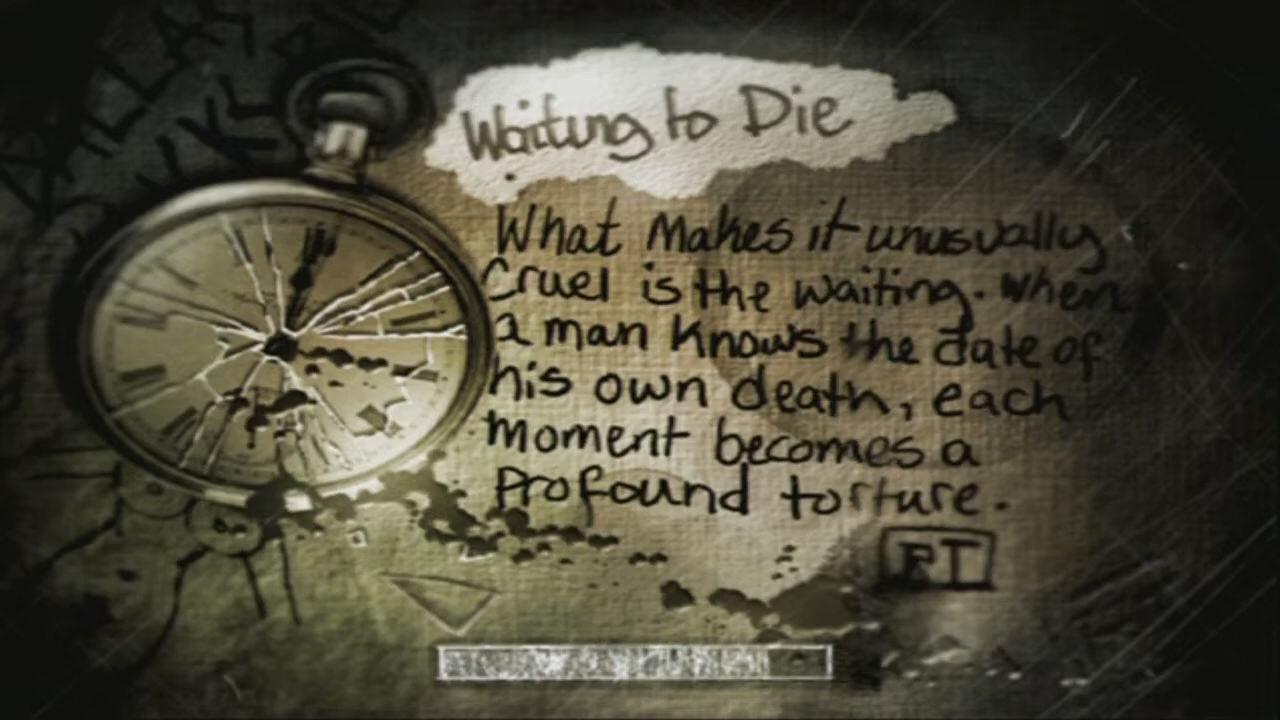 Waiting to Die
What makes it unusually
cruel is the waiting. When
a man knows the date of
his own death, each
moment becomes a
profound torture.